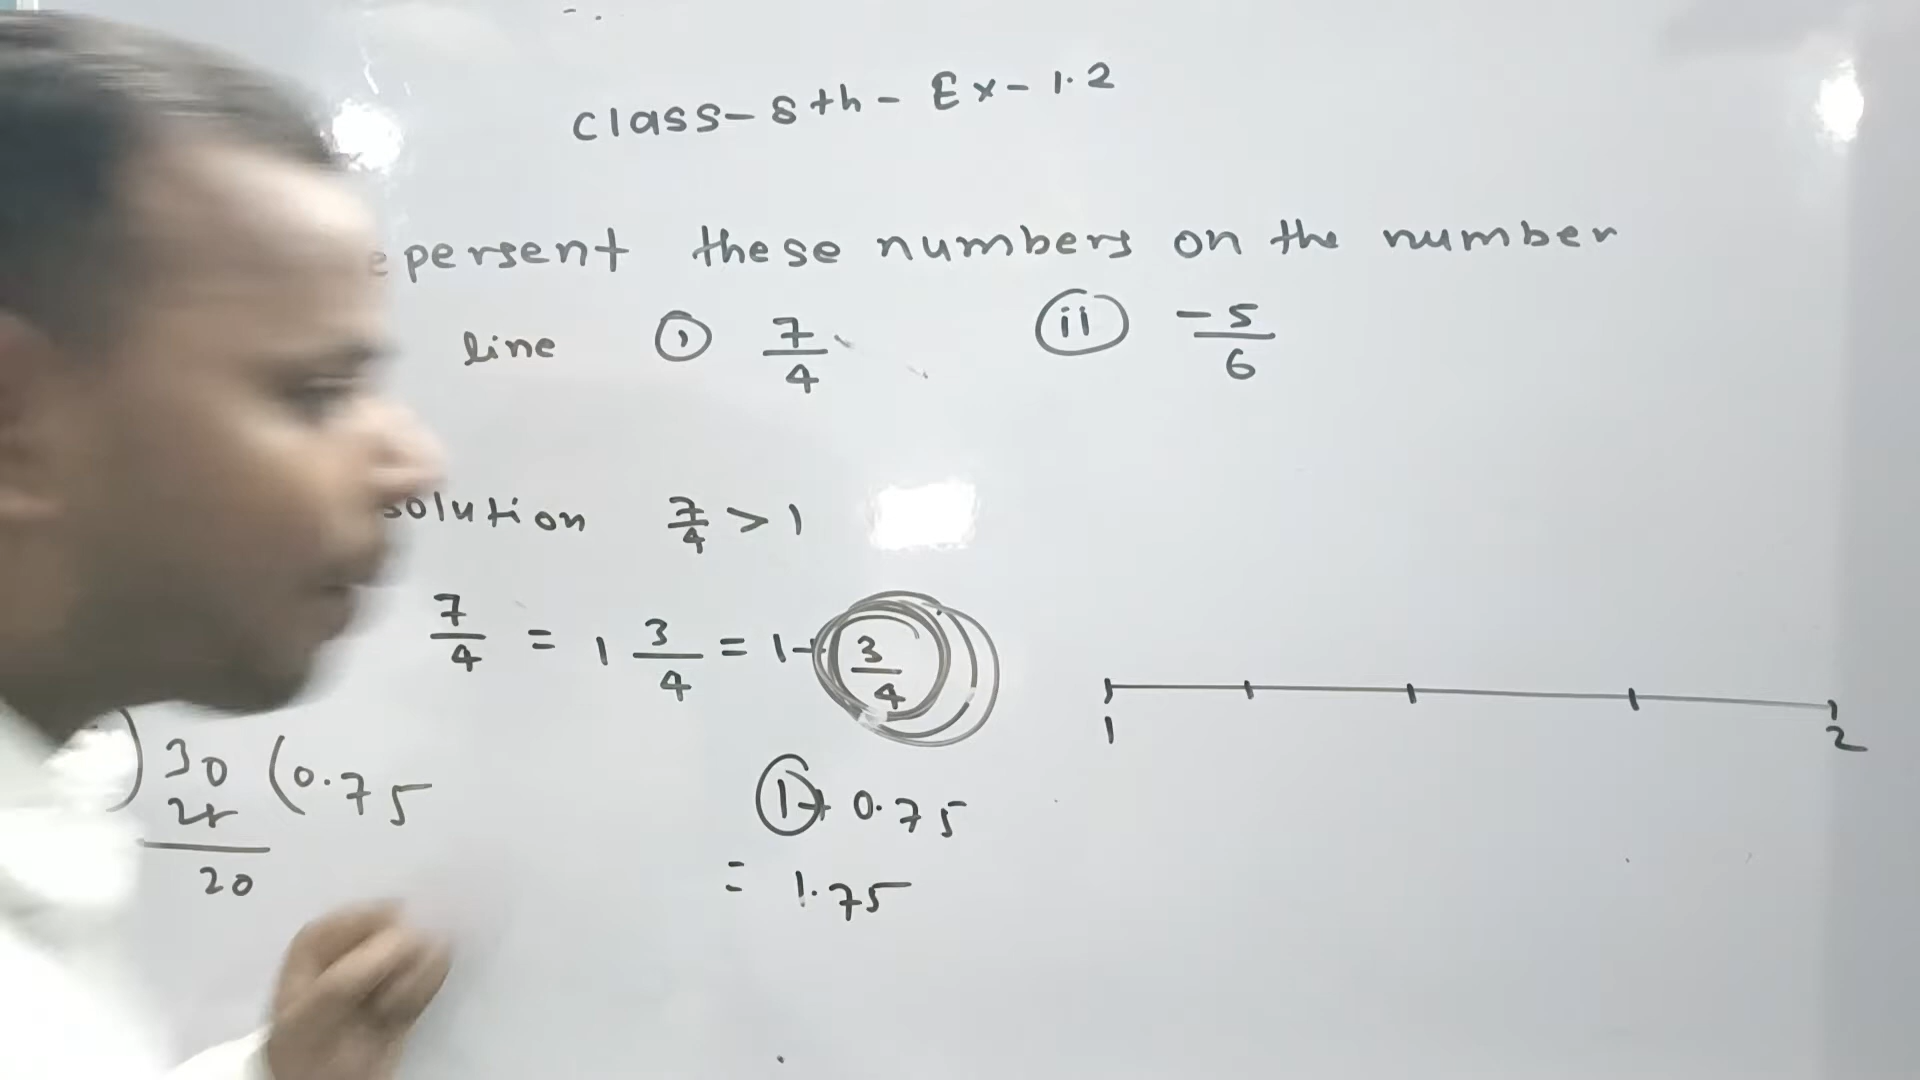 class-8th-Ex-1.2
epersent these numbers on the number
line (i) 7/4 (ii) -5/6
solution 7/4 > 1
7/4 = 1 3/4 = 1+ 3/4
1 2
) 30 (0.75
20
1+ 0.75
= 1.75